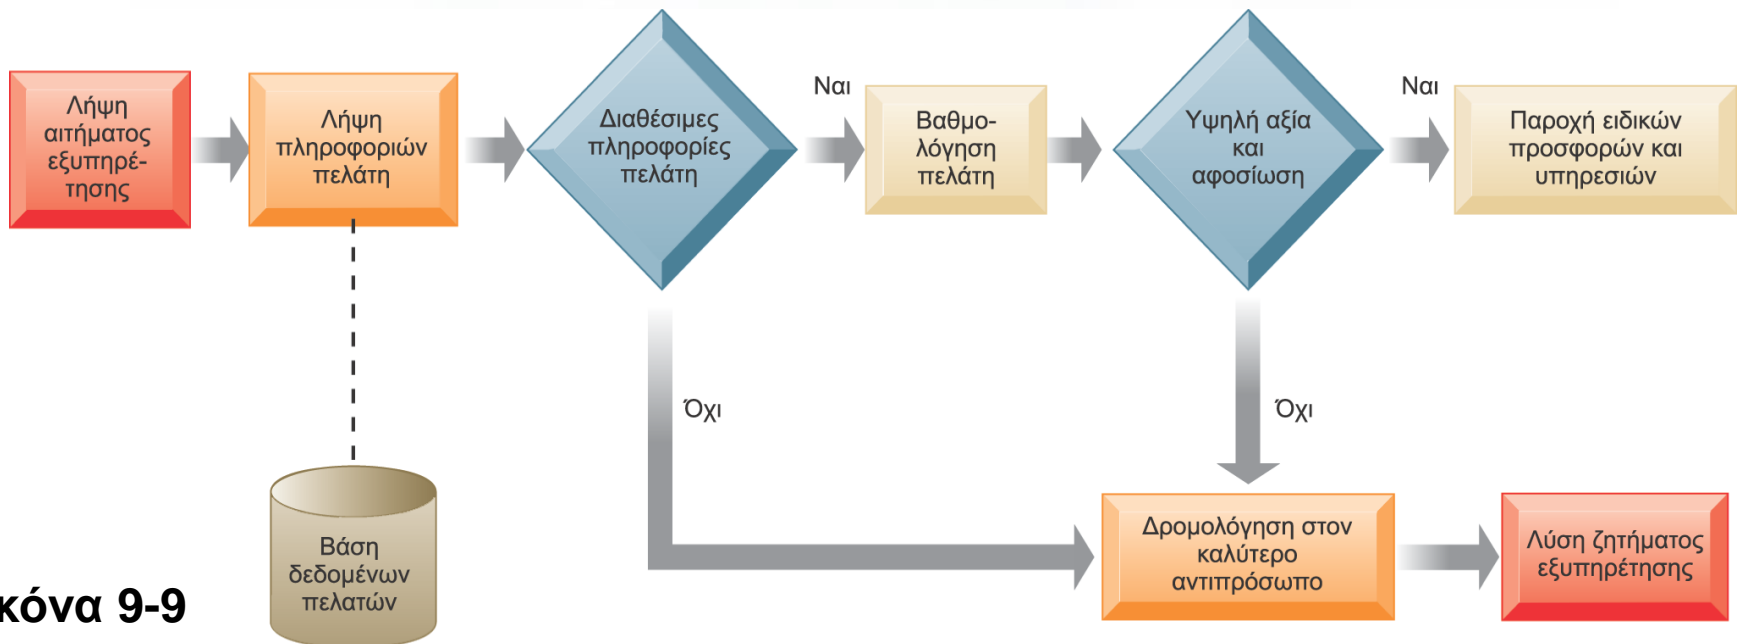 Λήψη
αιτήματος
εξυπηρέ-
τησης
Λήψη
πληροφοριών
πελάτη
Διαθέσιμες
πληροφορίες
πελάτη
Ναι
Βαθμο-
λόγηση
πελάτη
Υψηλή αξία
και
αφοσίωση
Ναι
Παροχή ειδικών
προσφορών και
υπηρεσιών
Όχι
Όχι
Βάση
δεδομένων
πελατών
Δρομολόγηση στον
καλύτερο
αντιπρόσωπο
Λύση ζητήματος
εξυπηρέτησης
κόνα 9-9